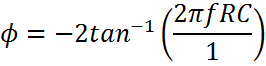 𝜙 = −2tan⁻¹(2πfRC/1)